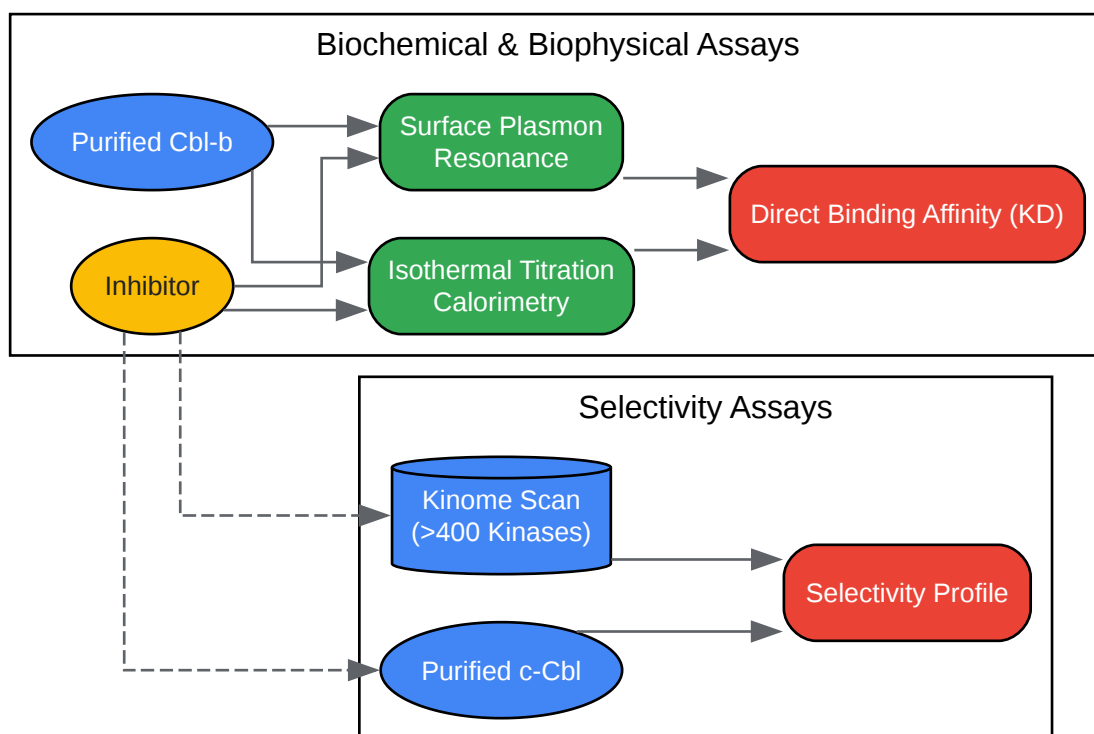 Biochemical & Biophysical Assays
Purified Cbl-b
Surface Plasmon
Resonance
Direct Binding Affinity (KD)
Inhibitor
Isothermal Titration
Calorimetry
Selectivity Assays
Kinome Scan
(>400 Kinases)
Selectivity Profile
Purified c-Cbl